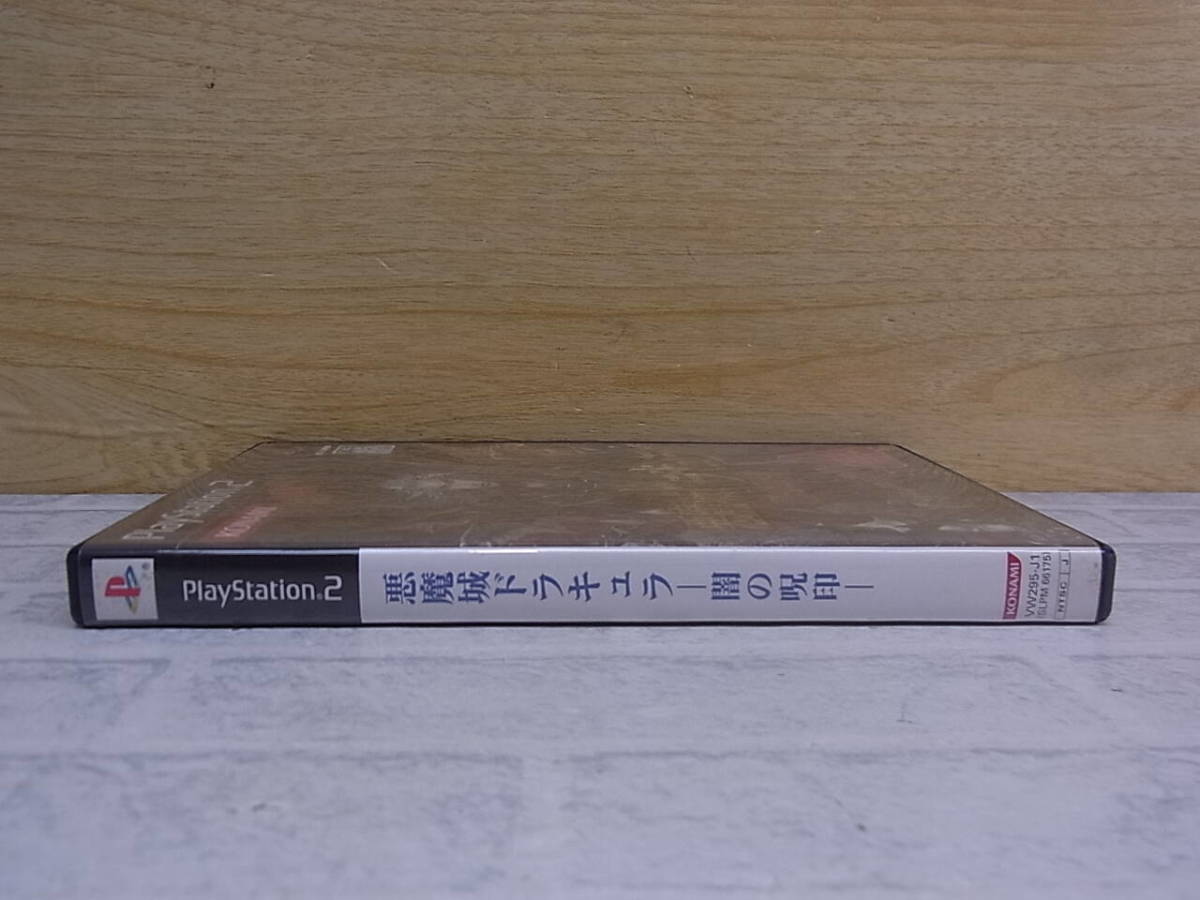 PlayStation 2
KONAMI
PlayStation 2
悪魔城ドラキュラ―闇の呪印―
KONAMI
VW295-J1
(SLPM 66175)
NTSC J